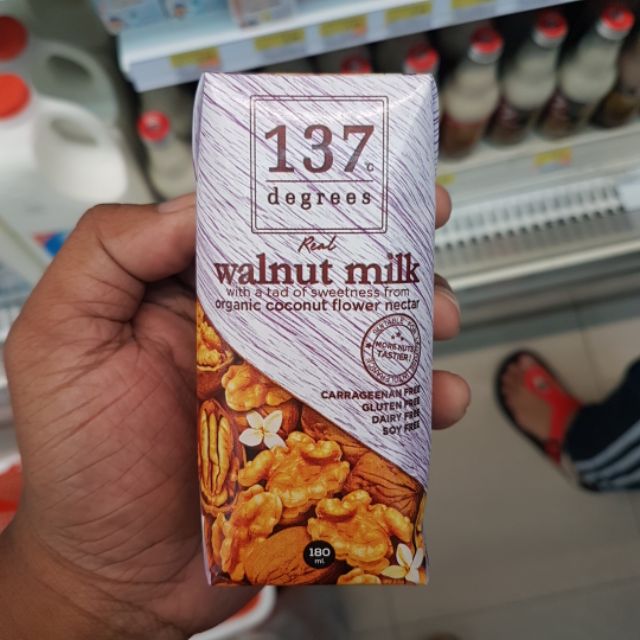 137
degrees
Real
walnut milk
with a tad of sweetness from
organic coconut flower nectar
MORE NUTS
TASTIER!
CARRAGEENAN FREE
GLUTEN FREE
DAIRY FREE
SOY FREE
180
ml.